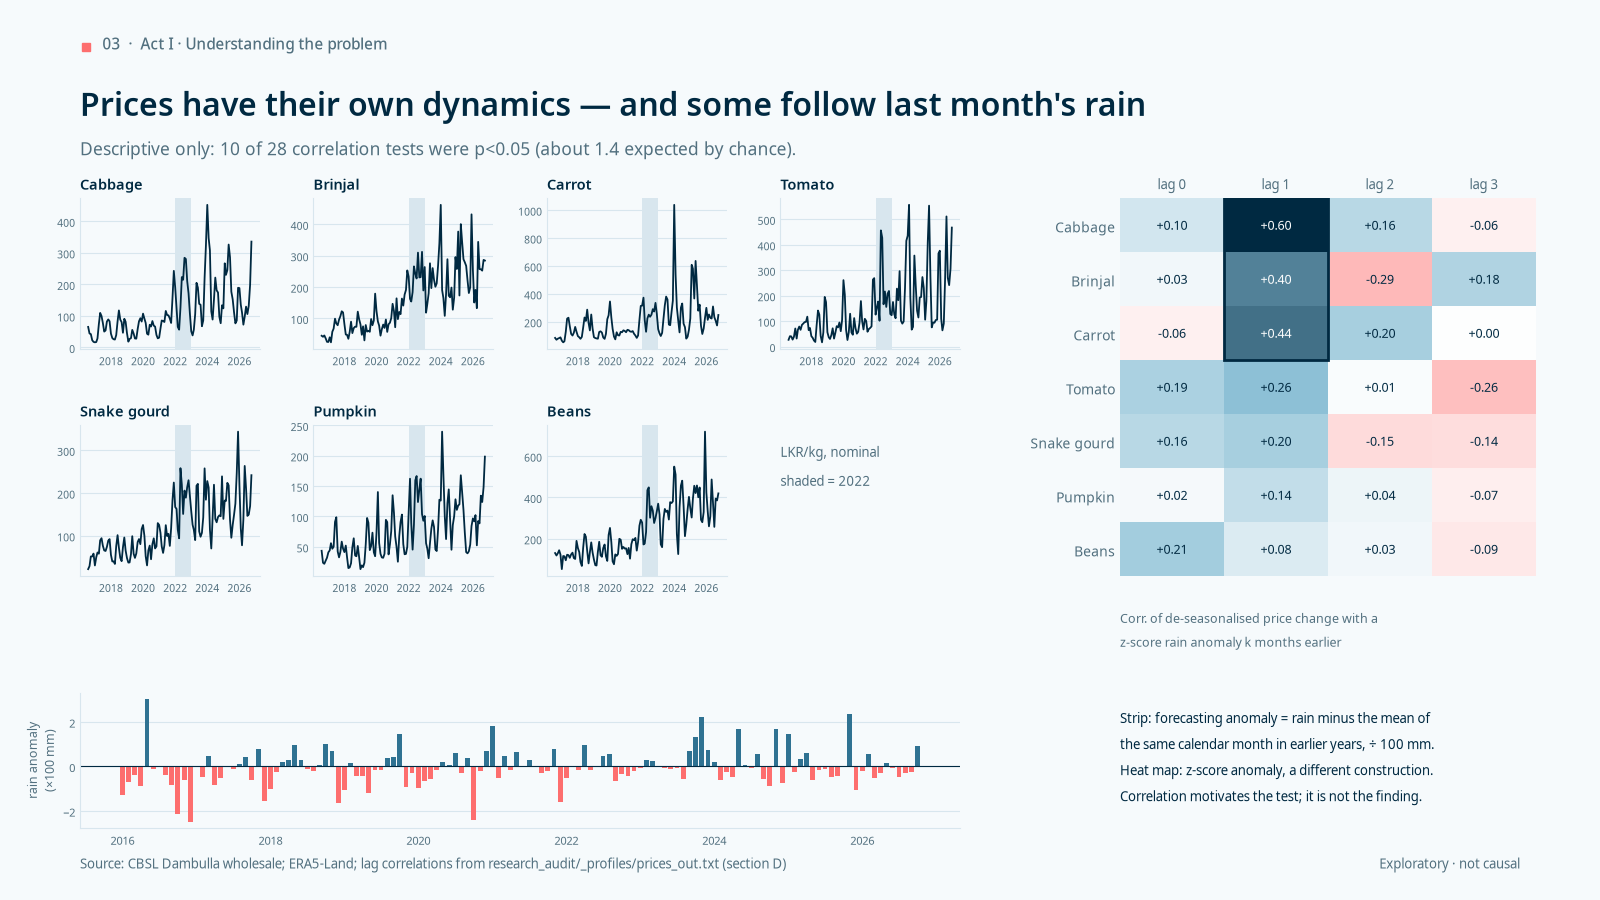 03 · Act I · Understanding the problem
Prices have their own dynamics — and some follow last month's rain
Descriptive only: 10 of 28 correlation tests were p<0.05 (about 1.4 expected by chance).
Cabbage
400
300
200
100
0
2018 2020 2022 2024 2026
Brinjal
400
300
200
100
2018 2020 2022 2024 2026
Carrot
1000
800
600
400
200
2018 2020 2022 2024 2026
Tomato
500
400
300
200
100
0
2018 2020 2022 2024 2026
Snake gourd
300
200
100
2018 2020 2022 2024 2026
Pumpkin
250
200
150
100
50
2018 2020 2022 2024 2026
Beans
600
400
200
2018 2020 2022 2024 2026
LKR/kg, nominal
shaded = 2022
lag 0 lag 1 lag 2 lag 3
Cabbage +0.10 +0.60 +0.16 -0.06
Brinjal +0.03 +0.40 -0.29 +0.18
Carrot -0.06 +0.44 +0.20 +0.00
Tomato +0.19 +0.26 +0.01 -0.26
Snake gourd +0.16 +0.20 -0.15 -0.14
Pumpkin +0.02 +0.14 +0.04 -0.07
Beans +0.21 +0.08 +0.03 -0.09
Corr. of de-seasonalised price change with a
z-score rain anomaly k months earlier
rain anomaly
(×100 mm)
2
0
−2
2016 2018 2020 2022 2024 2026
Strip: forecasting anomaly = rain minus the mean of
the same calendar month in earlier years, ÷ 100 mm.
Heat map: z-score anomaly, a different construction.
Correlation motivates the test; it is not the finding.
Source: CBSL Dambulla wholesale; ERA5-Land; lag correlations from research_audit/_profiles/prices_out.txt (section D)
Exploratory · not causal